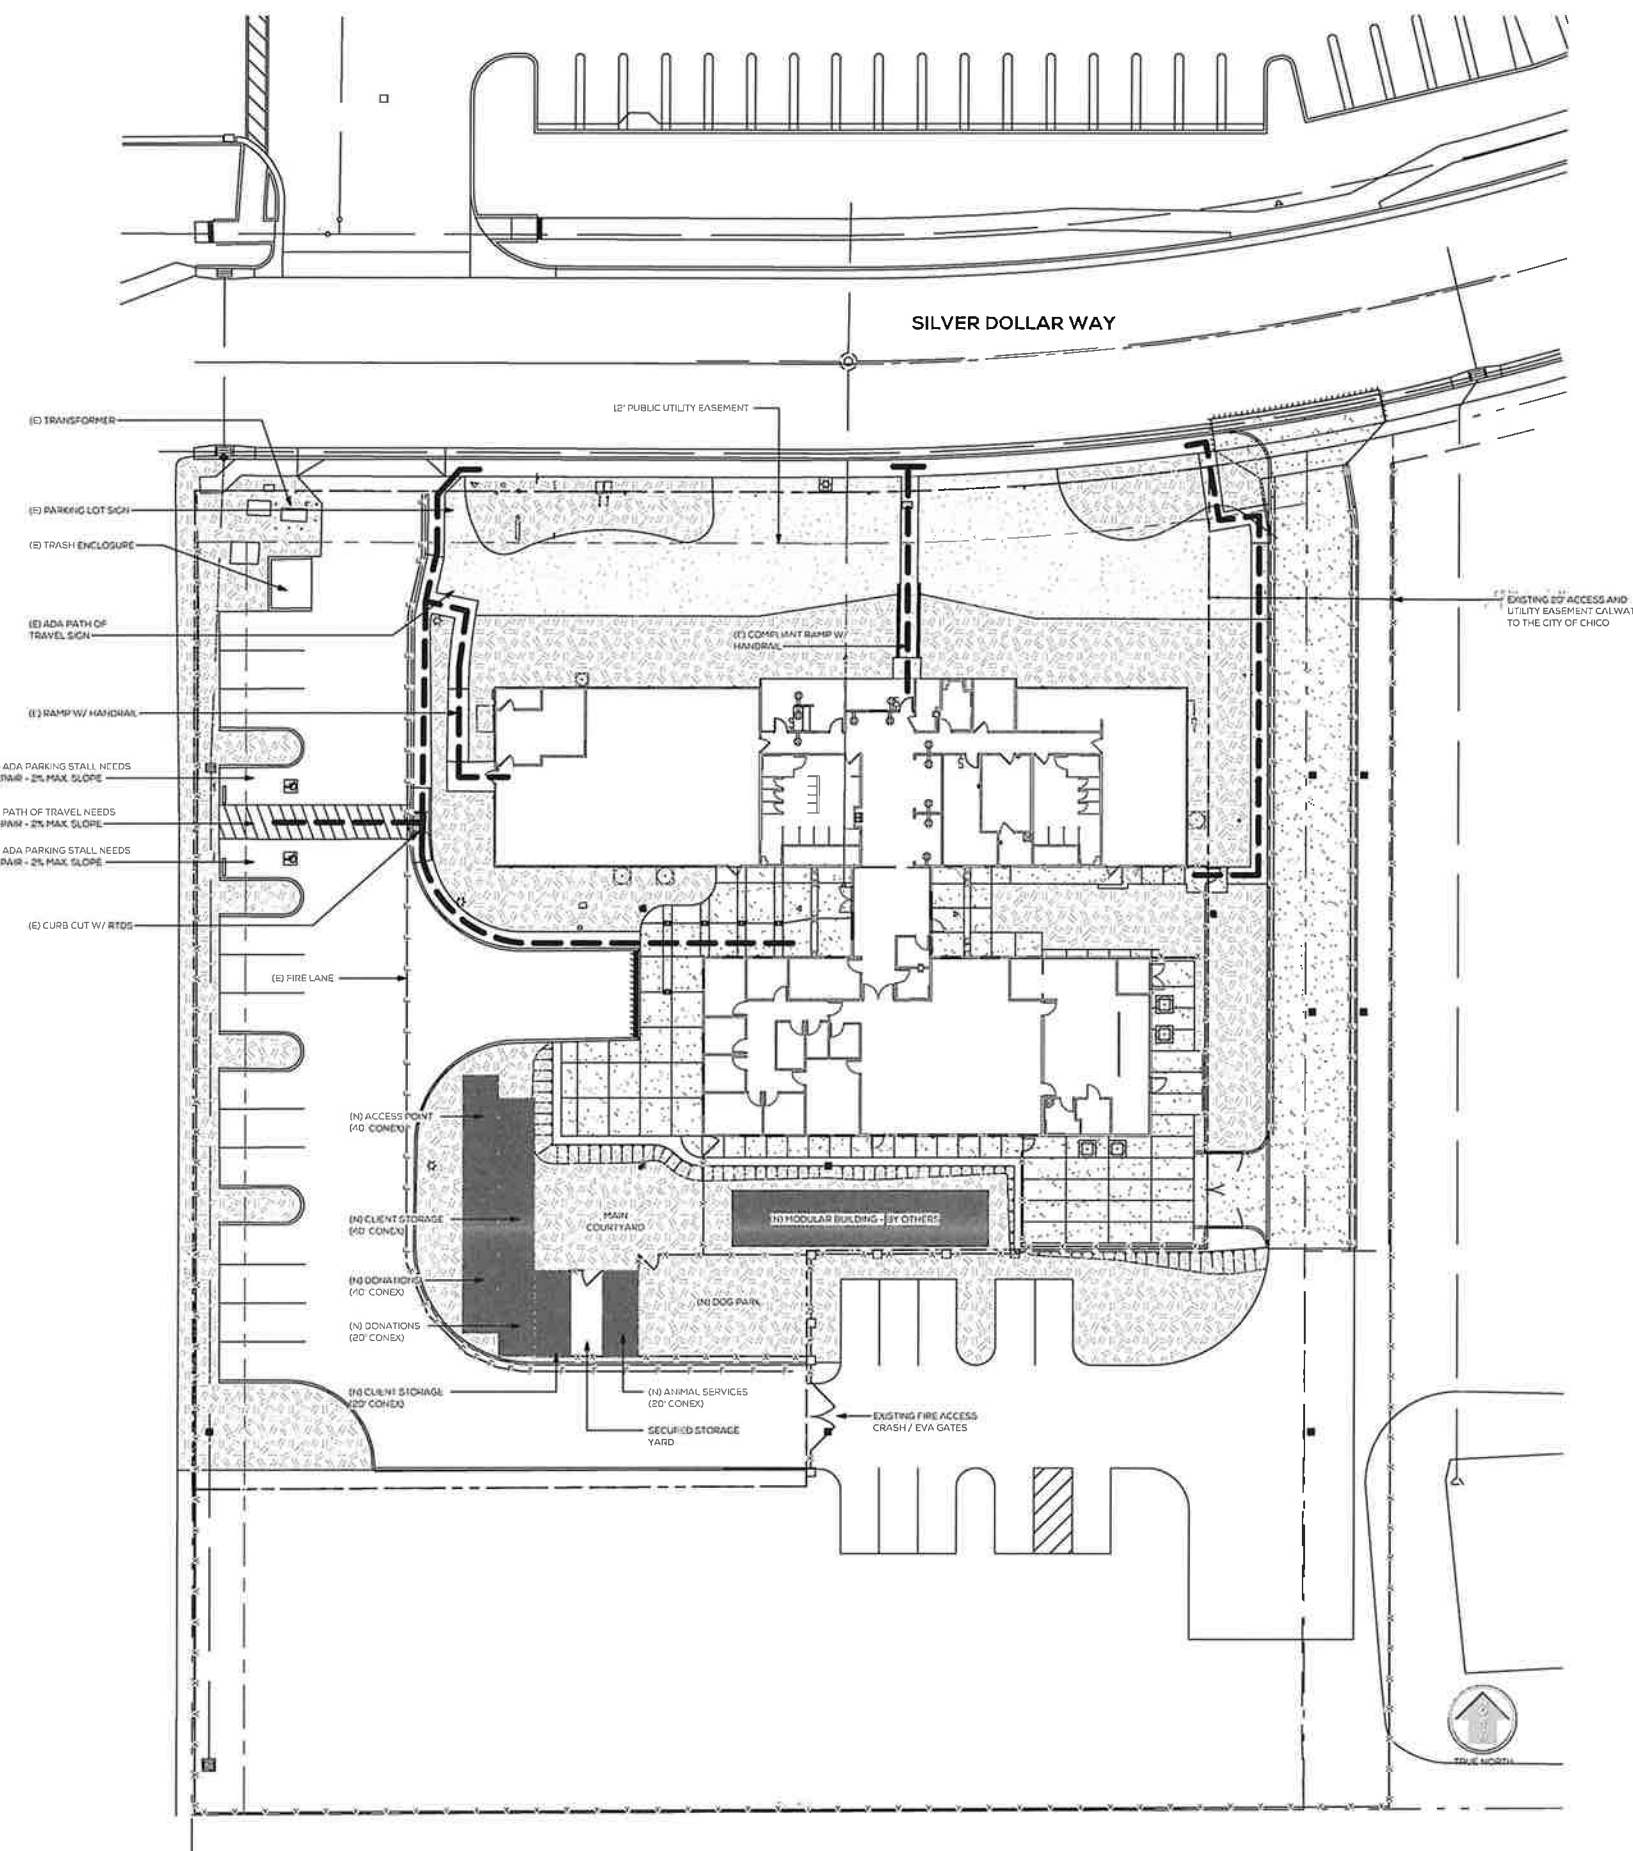 SILVER DOLLAR WAY
12' PUBLIC UTILITY EASEMENT
(E) TRANSFORMER
(E) PARKING LOT SIGN
(E) TRASH ENCLOSURE
(E) ADA PATH OF
TRAVEL SIGN
(E) COMPLIANT RAMP W/
HANDRAIL
EXISTING 20' ACCESS AND
UTILITY EASEMENT CALWAT
TO THE CITY OF CHICO
(E) RAMP W/ HANDRAIL
ADA PARKING STALL NEEDS
PAIR - 2% MAX. SLOPE
PATH OF TRAVEL NEEDS
PAIR - 2% MAX. SLOPE
ADA PARKING STALL NEEDS
PAIR - 2% MAX. SLOPE
(E) CURB CUT W/ RTDS
(E) FIRE LANE
(N) ACCESS POINT
(40' CONEX)
(N) CLIENT STORAGE
(40' CONEX)
MAIN
COURTYARD
(N) MODULAR BUILDING - BY OTHERS
(N) DONATIONS
(40' CONEX)
(N) DOG PARK
(N) DONATIONS
(20' CONEX)
(N) CLIENT STORAGE
(20' CONEX)
(N) ANIMAL SERVICES
(20' CONEX)
SECURED STORAGE
YARD
EXISTING FIRE ACCESS
CRASH / EVA GATES
TRUE NORTH